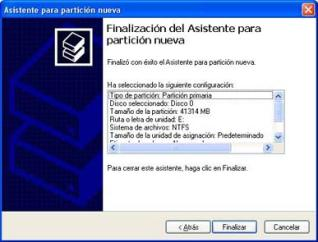 Asistente para partición nueva
Finalización del Asistente para
partición nueva
Finalizó con éxito el Asistente para partición nueva.
Ha seleccionado la siguiente configuración:
Tipo de partición: Partición primaria
Disco seleccionado: Disco 0
Tamaño de la partición: 41314 MB
Ruta o letra de unidad: E:
Sistema de archivos: NTFS
Tamaño de la unidad de asignación: Predeterminado
Para cerrar este asistente, haga clic en Finalizar.
< Atrás
Finalizar
Cancelar